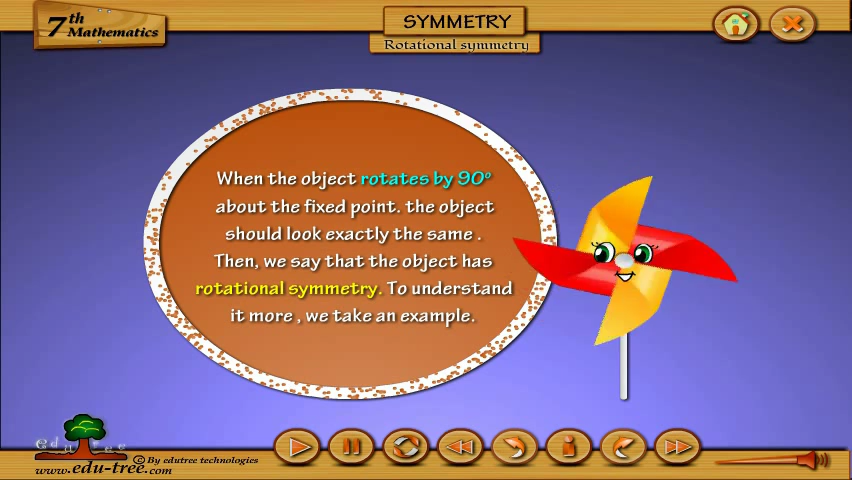 7th
Mathematics
SYMMETRY
Rotational symmetry
When the object rotates by 90°
about the fixed point. the object
should look exactly the same .
Then, we say that the object has
rotational symmetry. To understand
it more , we take an example.
edu tree
© By edutree technologies
www.edu-tree.com